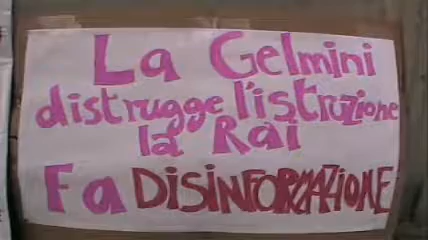 La Gelmini
distrugge l'istruzione
la Rai
Fa DISINFORMAZIONE